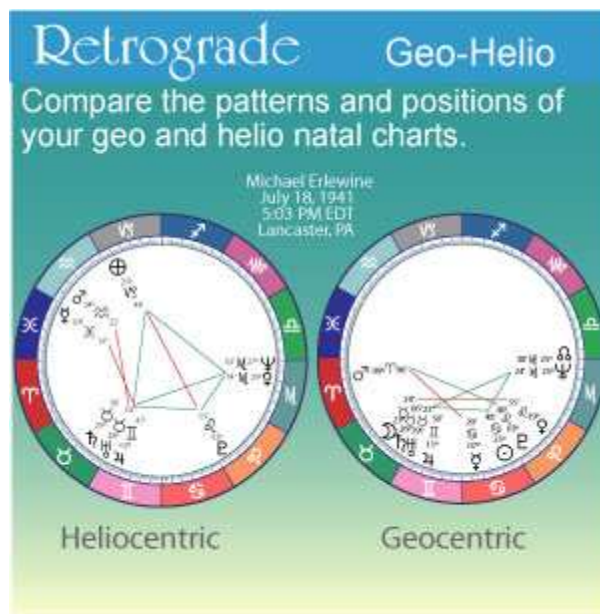 Retrograde Geo-Helio
Compare the patterns and positions of
your geo and helio natal charts.
Michael Erlewine
July 18, 1941
5:03 PM EDT
Lancaster, PA
Heliocentric Geocentric